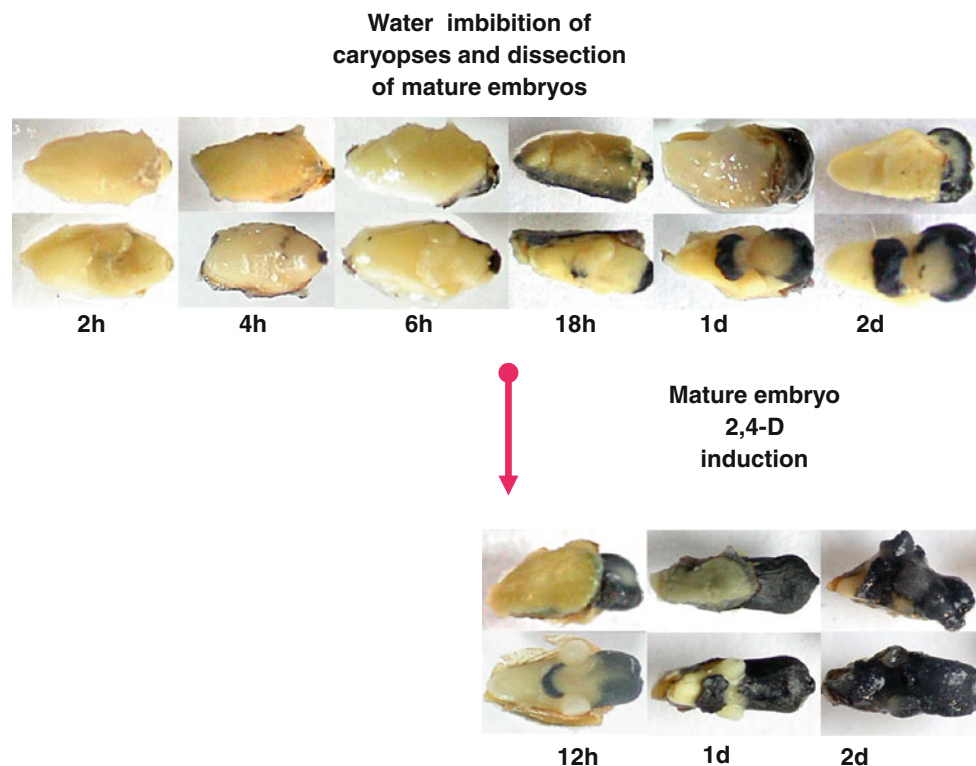 Water imbibition of
caryopses and dissection
of mature embryos
2h 4h 6h 18h 1d 2d
Mature embryo
2,4-D
induction
12h 1d 2d